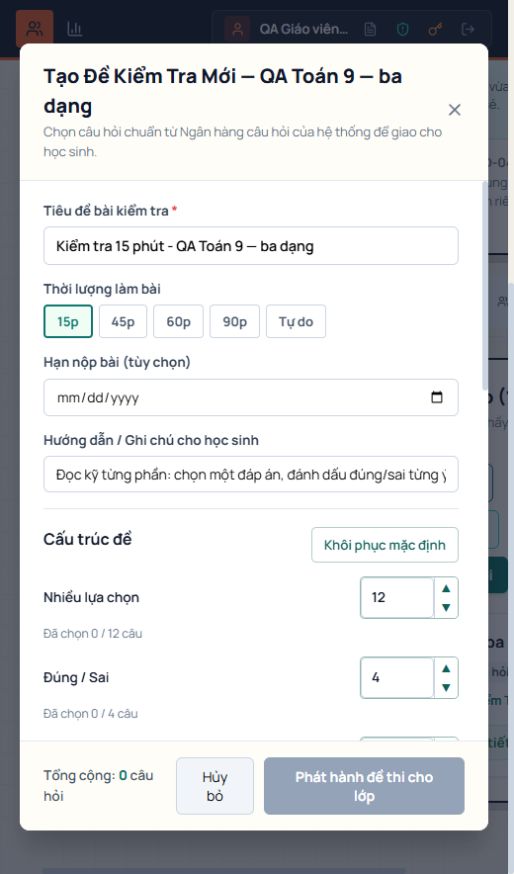 QA Giáo viên...
Tạo Đề Kiểm Tra Mới — QA Toán 9 — ba
dạng
Chọn câu hỏi chuẩn từ Ngân hàng câu hỏi của hệ thống để giao cho
học sinh.
Tiêu đề bài kiểm tra *
Kiểm tra 15 phút - QA Toán 9 — ba dạng
Thời lượng làm bài
15p 45p 60p 90p Tự do
Hạn nộp bài (tùy chọn)
mm/dd/yyyy
Hướng dẫn / Ghi chú cho học sinh
Đọc kỹ từng phần: chọn một đáp án, đánh dấu đúng/sai từng
Cấu trúc đề
Khôi phục mặc định
Nhiều lựa chọn
12
Đã chọn 0 / 12 câu
Đúng / Sai
4
Đã chọn 0 / 4 câu
Tổng cộng: 0 câu
hỏi
Hủy
bỏ
Phát hành đề thi cho
lớp